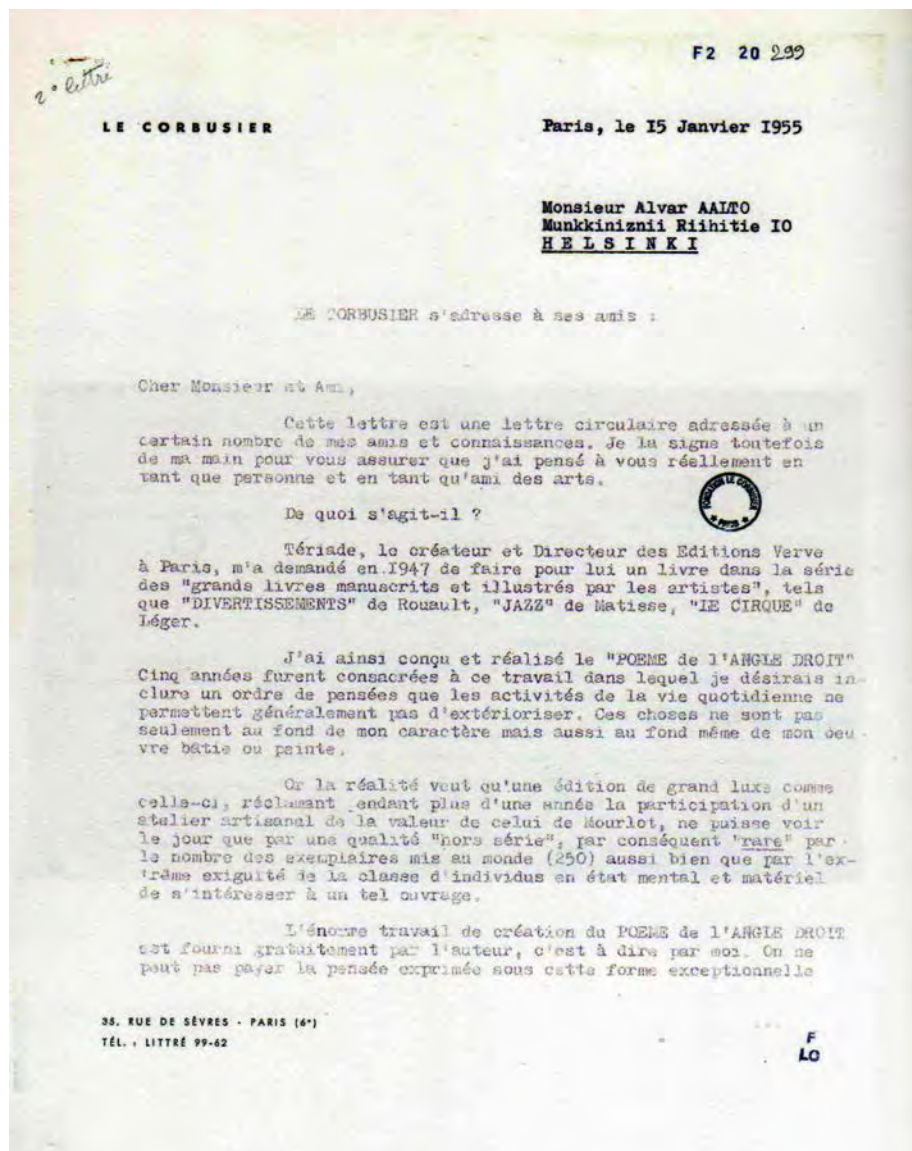 F2 20 299
2° lettre
LE CORBUSIER
Paris, le I5 Janvier I955
Monsieur Alvar AALTO
Munkkiniznii Riihitie IO
HELSINKI
LE CORBUSIER s'adresse à ses amis :
Cher Monsieur et Ami,
Cette lettre est une lettre circulaire adressée à un
certain nombre de mes amis et connaissances. Je la signe toutefois
de ma main pour vous assurer que j'ai pensé à vous réellement en
tant que personne et en tant qu'ami des arts.
FONDATION LE CORBUSIER
* PARIS *
De quoi s'agit-il ?
Tériade, le créateur et Directeur des Editions Verve
à Paris, m'a demandé en.I947 de faire pour lui un livre dans la série
des "grands livres manuscrits et illustrés par les artistes", tels
que "DIVERTISSEMENTS" de Rouault, "JAZZ" de Matisse, "LE CIRQUE" de
Léger.
J'ai ainsi conçu et réalisé le "POEME de l'ANGLE DROIT"
Cinq années furent consacrées à ce travail dans lequel je désirais in-
clure un ordre de pensées que les activités de la vie quotidienne ne
permettent généralement pas d'extérioriser. Ces choses ne sont pas
seulement au fond de mon caractère mais aussi au fond même de mon oeu-
vre bâtie ou peinte.
Or la réalité veut qu'une édition de grand luxe comme
celle-ci, réclamant pendant plus d'une année la participation d'un
atelier artisanal de la valeur de celui de Mourlot, ne puisse voir
le jour que par une qualité "hors série", par conséquent "rare" par
le nombre des exemplaires mis au monde (250) aussi bien que par l'ex-
trême exiguité de la classe d'individus en état mental et matériel
de s'intéresser à un tel ouvrage.
L'énorme travail de création du POEME de l'ANGLE DROIT
est fourni gratuitement par l'auteur, c'est à dire par moi. On ne
peut pas payer la pensée exprimée sous cette forme exceptionnelle
35, RUE DE SÈVRES - PARIS (6e)
TÉL. : LITTRÉ 99-62
F
LC